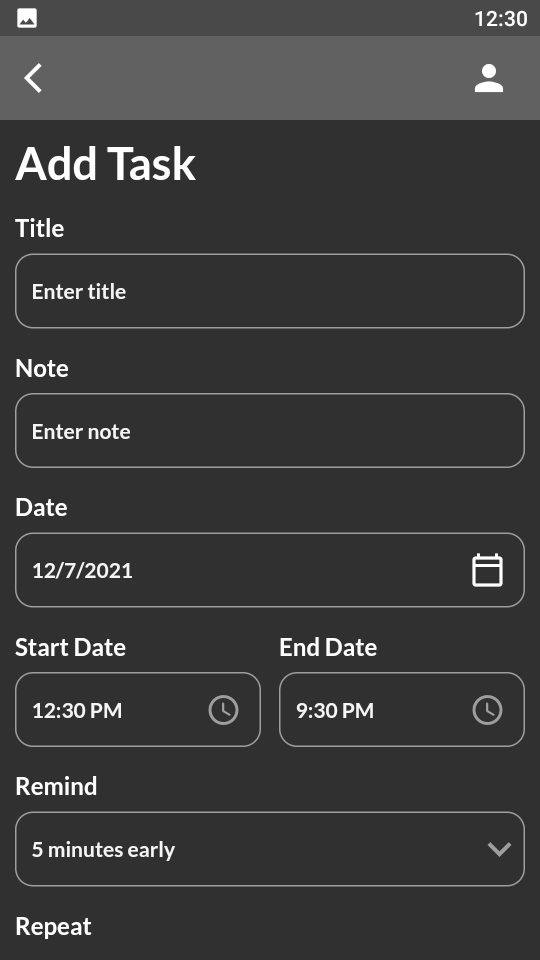 12:30
Add Task
Title
Enter title
Note
Enter note
Date
12/7/2021
Start Date End Date
12:30 PM 9:30 PM
Remind
5 minutes early
Repeat